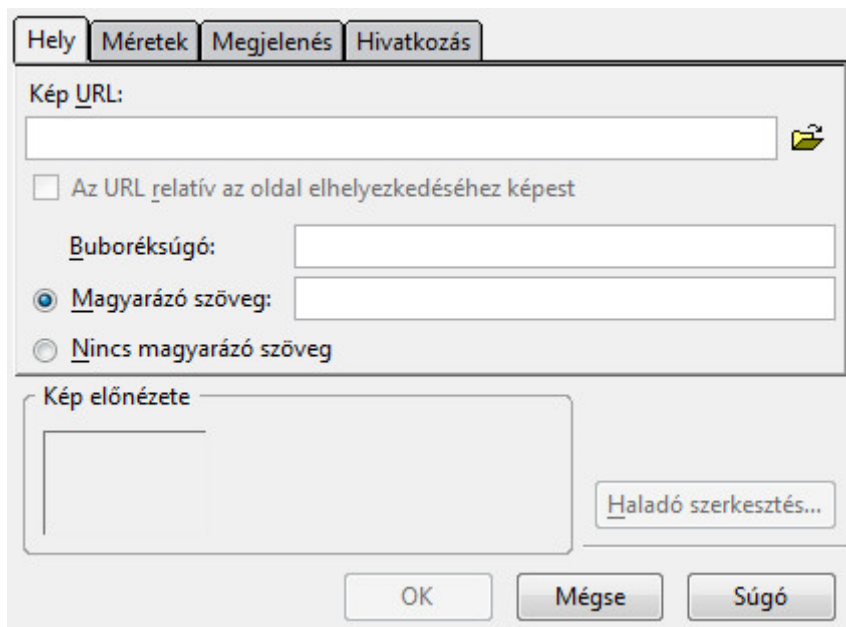 Hely Méretek Megjelenés Hivatkozás
Kép URL:
Az URL relatív az oldal elhelyezkedéséhez képest
Buboréksúgó:
Magyarázó szöveg:
Nincs magyarázó szöveg
Kép előnézete
Haladó szerkesztés...
OK Mégse Súgó